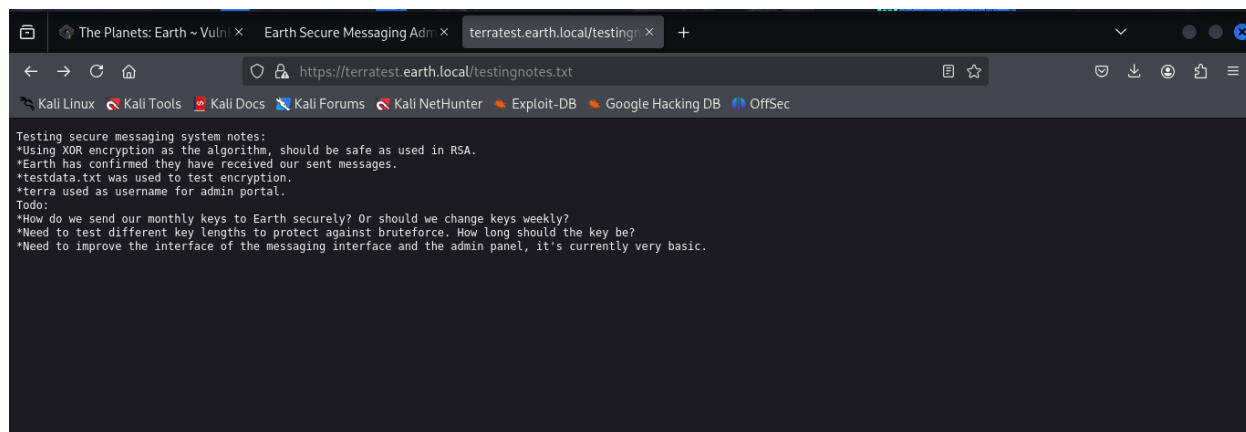 The Planets: Earth ~ Vuln
Earth Secure Messaging Adm
terratest.earth.local/testingn
https://terratest.earth.local/testingnotes.txt
Kali Linux
Kali Tools
Kali Docs
Kali Forums
Kali NetHunter
Exploit-DB
Google Hacking DB
OffSec
Testing secure messaging system notes:
*Using XOR encryption as the algorithm, should be safe as used in RSA.
*Earth has confirmed they have received our sent messages.
*testdata.txt was used to test encryption.
*terra used as username for admin portal.
Todo:
*How do we send our monthly keys to Earth securely? Or should we change keys weekly?
*Need to test different key lengths to protect against bruteforce. How long should the key be?
*Need to improve the interface of the messaging interface and the admin panel, it's currently very basic.